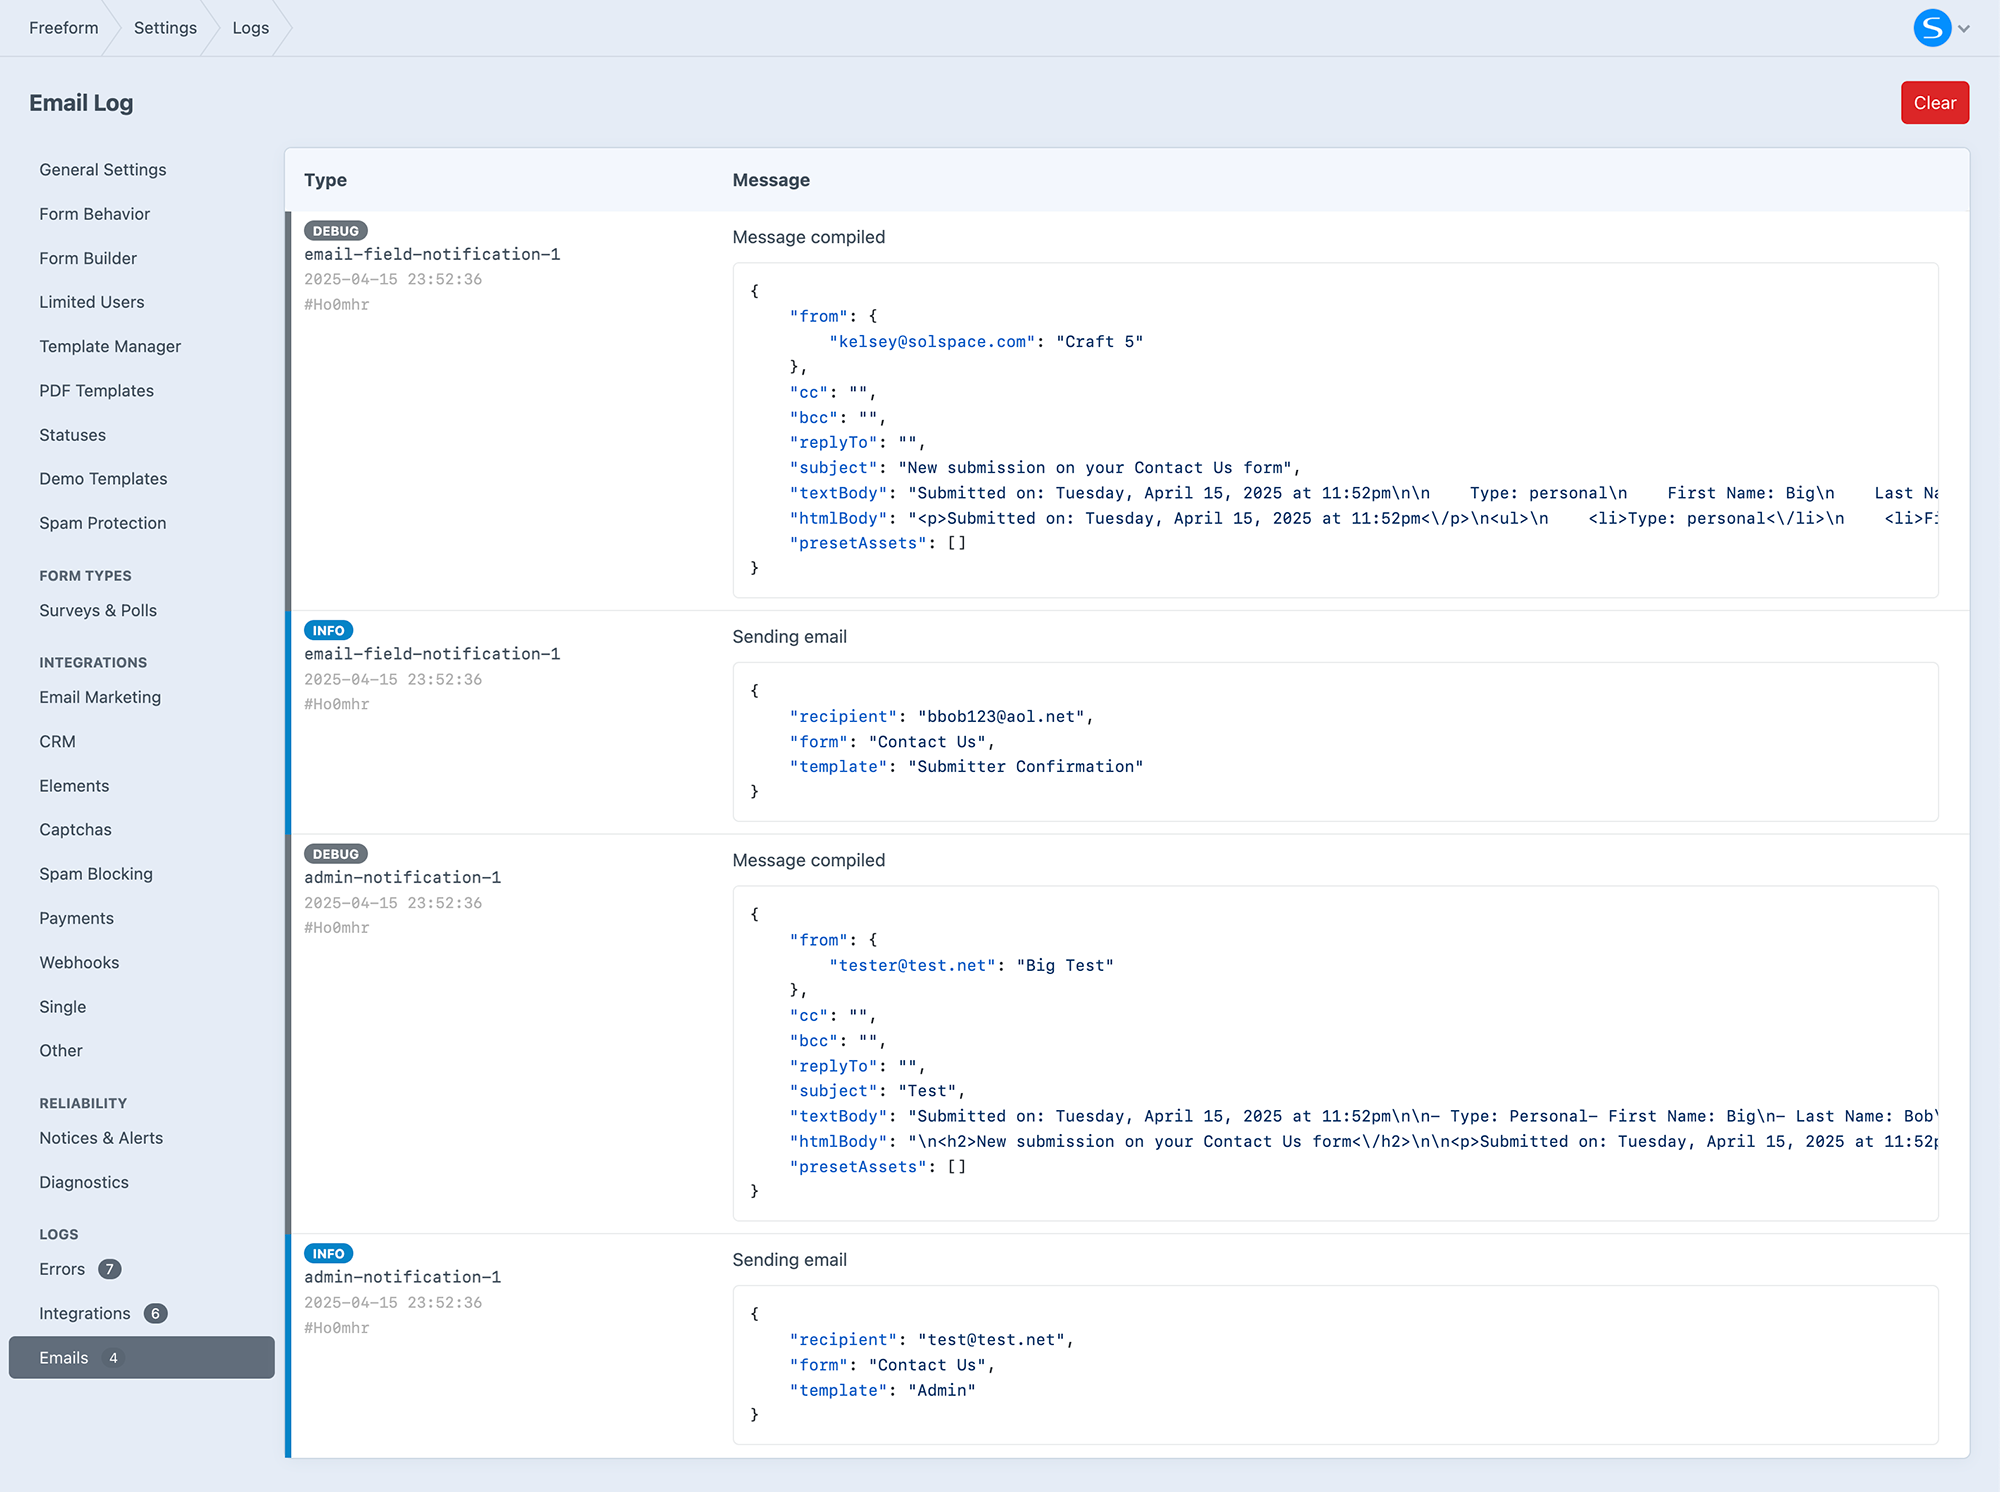 Freeform
Settings
Logs
S
Email Log
Clear
General Settings
Form Behavior
Form Builder
Limited Users
Template Manager
PDF Templates
Statuses
Demo Templates
Spam Protection
FORM TYPES
Surveys & Polls
INTEGRATIONS
Email Marketing
CRM
Elements
Captchas
Spam Blocking
Payments
Webhooks
Single
Other
RELIABILITY
Notices & Alerts
Diagnostics
LOGS
Errors 7
Integrations 6
Emails 4
Type
Message
DEBUG
email-field-notification-1
2025-04-15 23:52:36
#Ho0mhr
Message compiled
{
    "from": {
        "kelsey@solspace.com": "Craft 5"
    },
    "cc": "",
    "bcc": "",
    "replyTo": "",
    "subject": "New submission on your Contact Us form",
    "textBody": "Submitted on: Tuesday, April 15, 2025 at 11:52pm\n\n    Type: personal\n    First Name: Big\n    Last Na
    "htmlBody": "<p>Submitted on: Tuesday, April 15, 2025 at 11:52pm<\/p>\n<ul>\n    <li>Type: personal<\/li>\n    <li>Fi
    "presetAssets": []
}
INFO
email-field-notification-1
2025-04-15 23:52:36
#Ho0mhr
Sending email
{
    "recipient": "bbob123@aol.net",
    "form": "Contact Us",
    "template": "Submitter Confirmation"
}
DEBUG
admin-notification-1
2025-04-15 23:52:36
#Ho0mhr
Message compiled
{
    "from": {
        "tester@test.net": "Big Test"
    },
    "cc": "",
    "bcc": "",
    "replyTo": "",
    "subject": "Test",
    "textBody": "Submitted on: Tuesday, April 15, 2025 at 11:52pm\n\n- Type: Personal- First Name: Big\n- Last Name: Bob\
    "htmlBody": "\n<h2>New submission on your Contact Us form<\/h2>\n\n<p>Submitted on: Tuesday, April 15, 2025 at 11:52p
    "presetAssets": []
}
INFO
admin-notification-1
2025-04-15 23:52:36
#Ho0mhr
Sending email
{
    "recipient": "test@test.net",
    "form": "Contact Us",
    "template": "Admin"
}